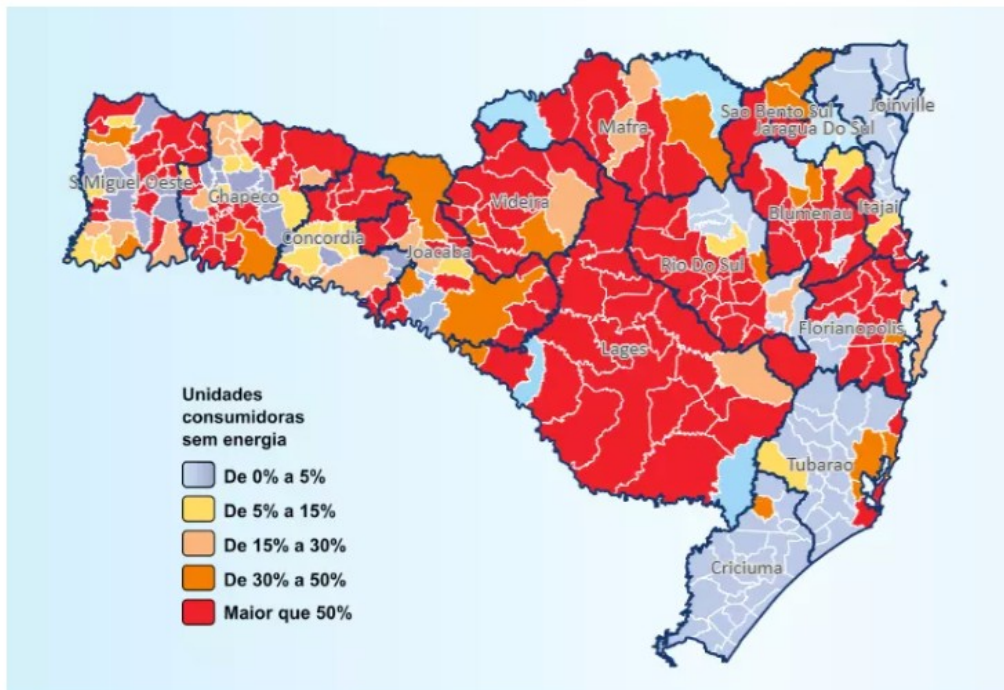 Joinville
Sao Bento Sul
Jaragua Do Sul
Mafra
S Miguel Oeste
Chapeco
Videira
Blumenau
Itajai
Concordia
Joacaba
Rio Do Sul
Florianopolis
Lages
Unidades
consumidoras
sem energia
De 0% a 5%
De 5% a 15%
De 15% a 30%
De 30% a 50%
Maior que 50%
Tubarao
Criciuma